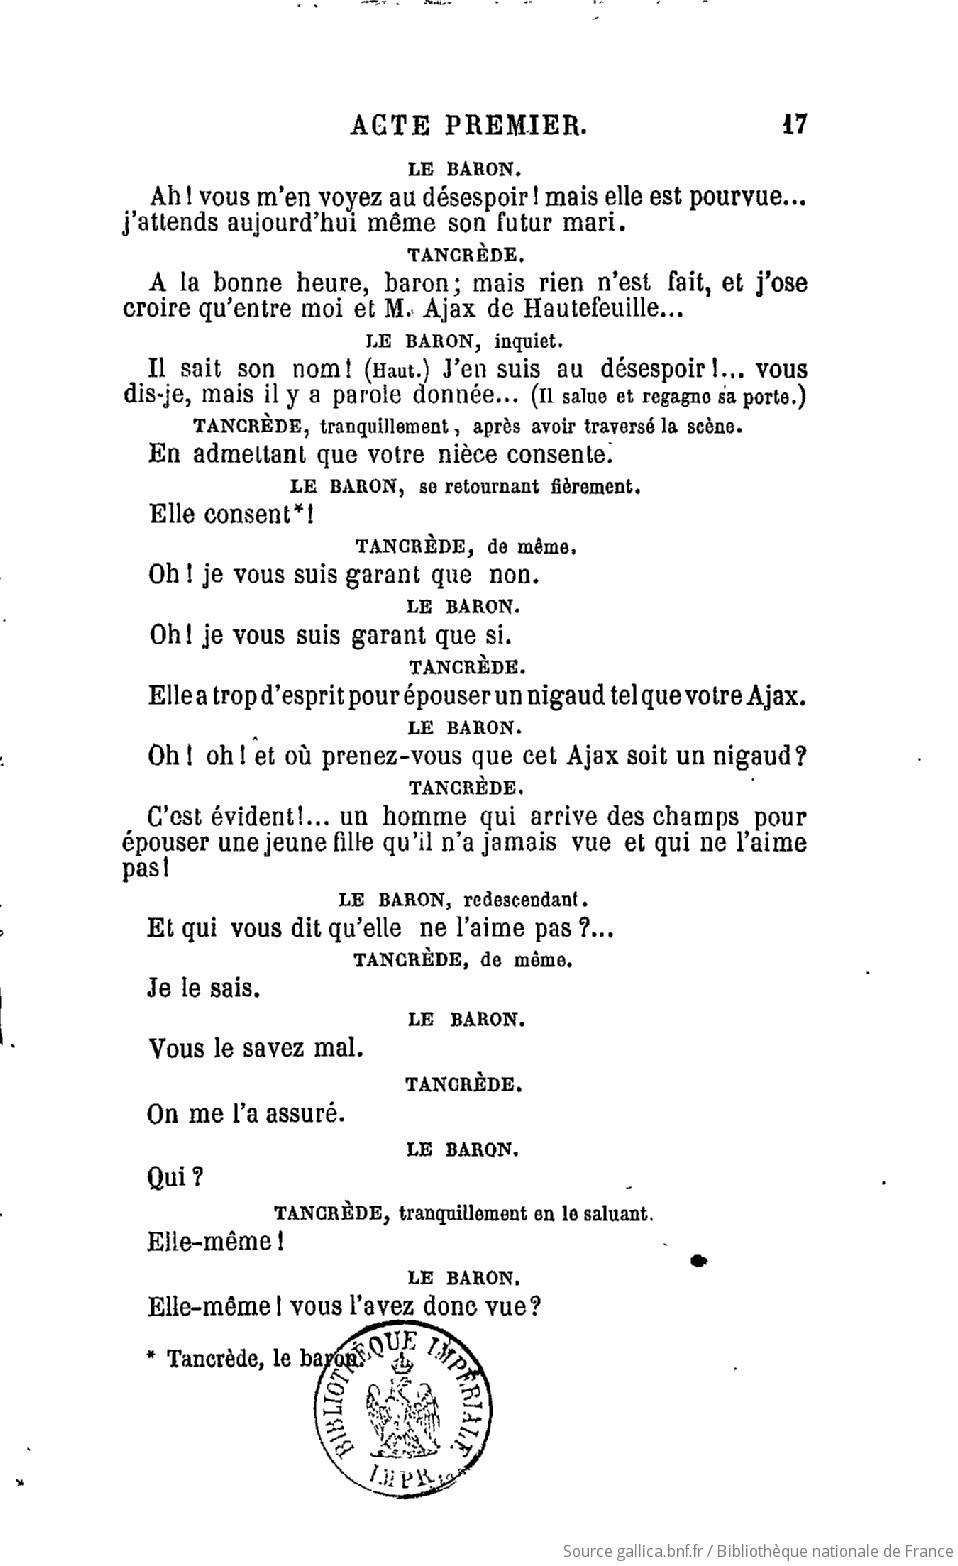 ACTE PREMIER. 17
LE BARON.
Ah! vous m'en voyez au désespoir! mais elle est pourvue...
j'attends aujourd'hui même son futur mari.
TANCRÈDE.
A la bonne heure, baron; mais rien n'est fait, et j'ose
croire qu'entre moi et M. Ajax de Hautefeuille...
LE BARON, inquiet.
Il sait son nom! (Haut.) J'en suis au désespoir!... vous
dis-je, mais il y a parole donnée... (Il salue et regagne sa porte.)
TANCRÈDE, tranquillement, après avoir traversé la scène.
En admettant que votre nièce consente.
LE BARON, se retournant fièrement.
Elle consent*!
TANCRÈDE, de même.
Oh! je vous suis garant que non.
LE BARON.
Oh! je vous suis garant que si.
TANCRÈDE.
Elle a trop d'esprit pour épouser un nigaud tel que votre Ajax.
LE BARON.
Oh! oh! et où prenez-vous que cet Ajax soit un nigaud?
TANCRÈDE.
C'est évident!... un homme qui arrive des champs pour
épouser une jeune fille qu'il n'a jamais vue et qui ne l'aime
pas!
LE BARON, redescendant.
Et qui vous dit qu'elle ne l'aime pas?...
TANCRÈDE, de même.
Je le sais.
LE BARON.
Vous le savez mal.
TANCRÈDE.
On me l'a assuré.
LE BARON.
Qui?
TANCRÈDE, tranquillement en le saluant.
Elle-même!
LE BARON.
Elle-même! vous l'avez donc vue?
* Tancrède, le baron.
BIBLIOTHÈQUE IMPÉRIALE
IMPR.
Source gallica.bnf.fr / Bibliothèque nationale de France